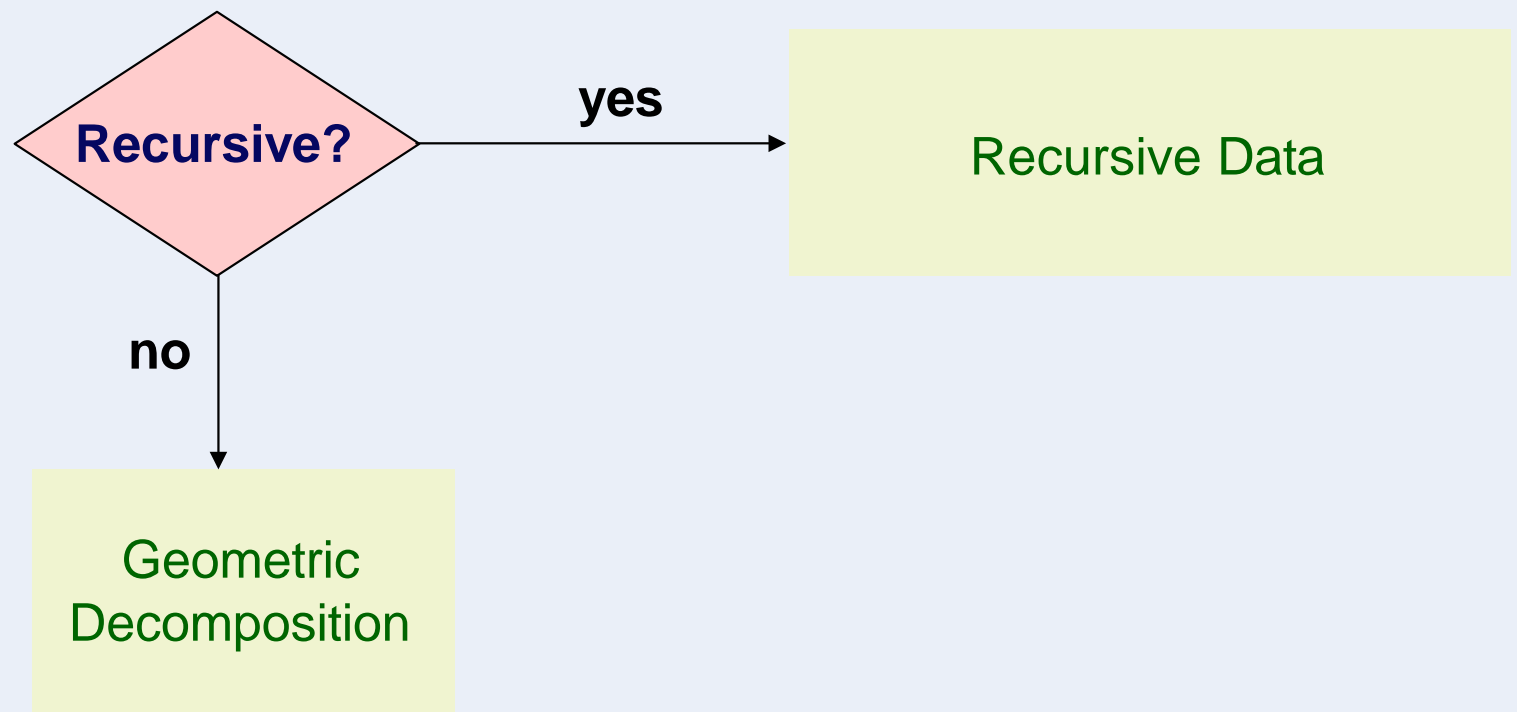 Recursive?
yes
Recursive Data
no
Geometric
Decomposition